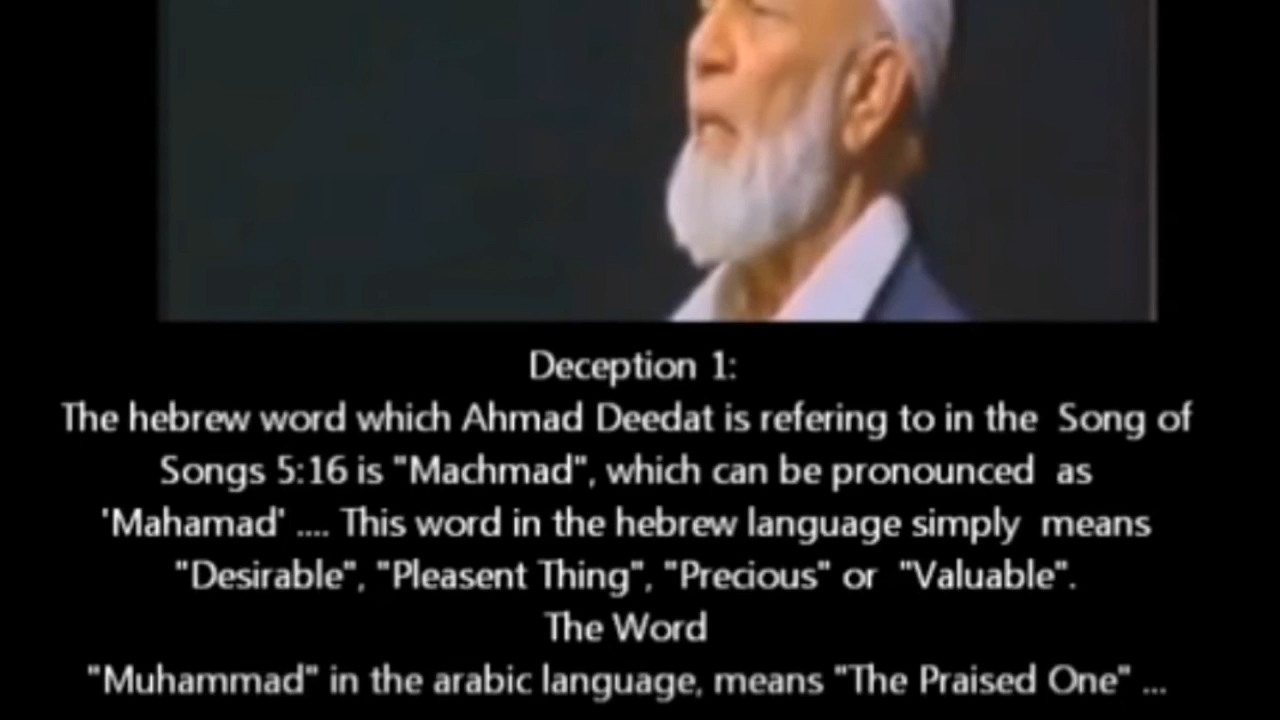 Deception 1:
The hebrew word which Ahmad Deedat is refering to in the Song of
Songs 5:16 is "Machmad", which can be pronounced as
'Mahamad' .... This word in the hebrew language simply means
"Desirable", "Pleasent Thing", "Precious" or "Valuable".
The Word
"Muhammad" in the arabic language, means "The Praised One" ...